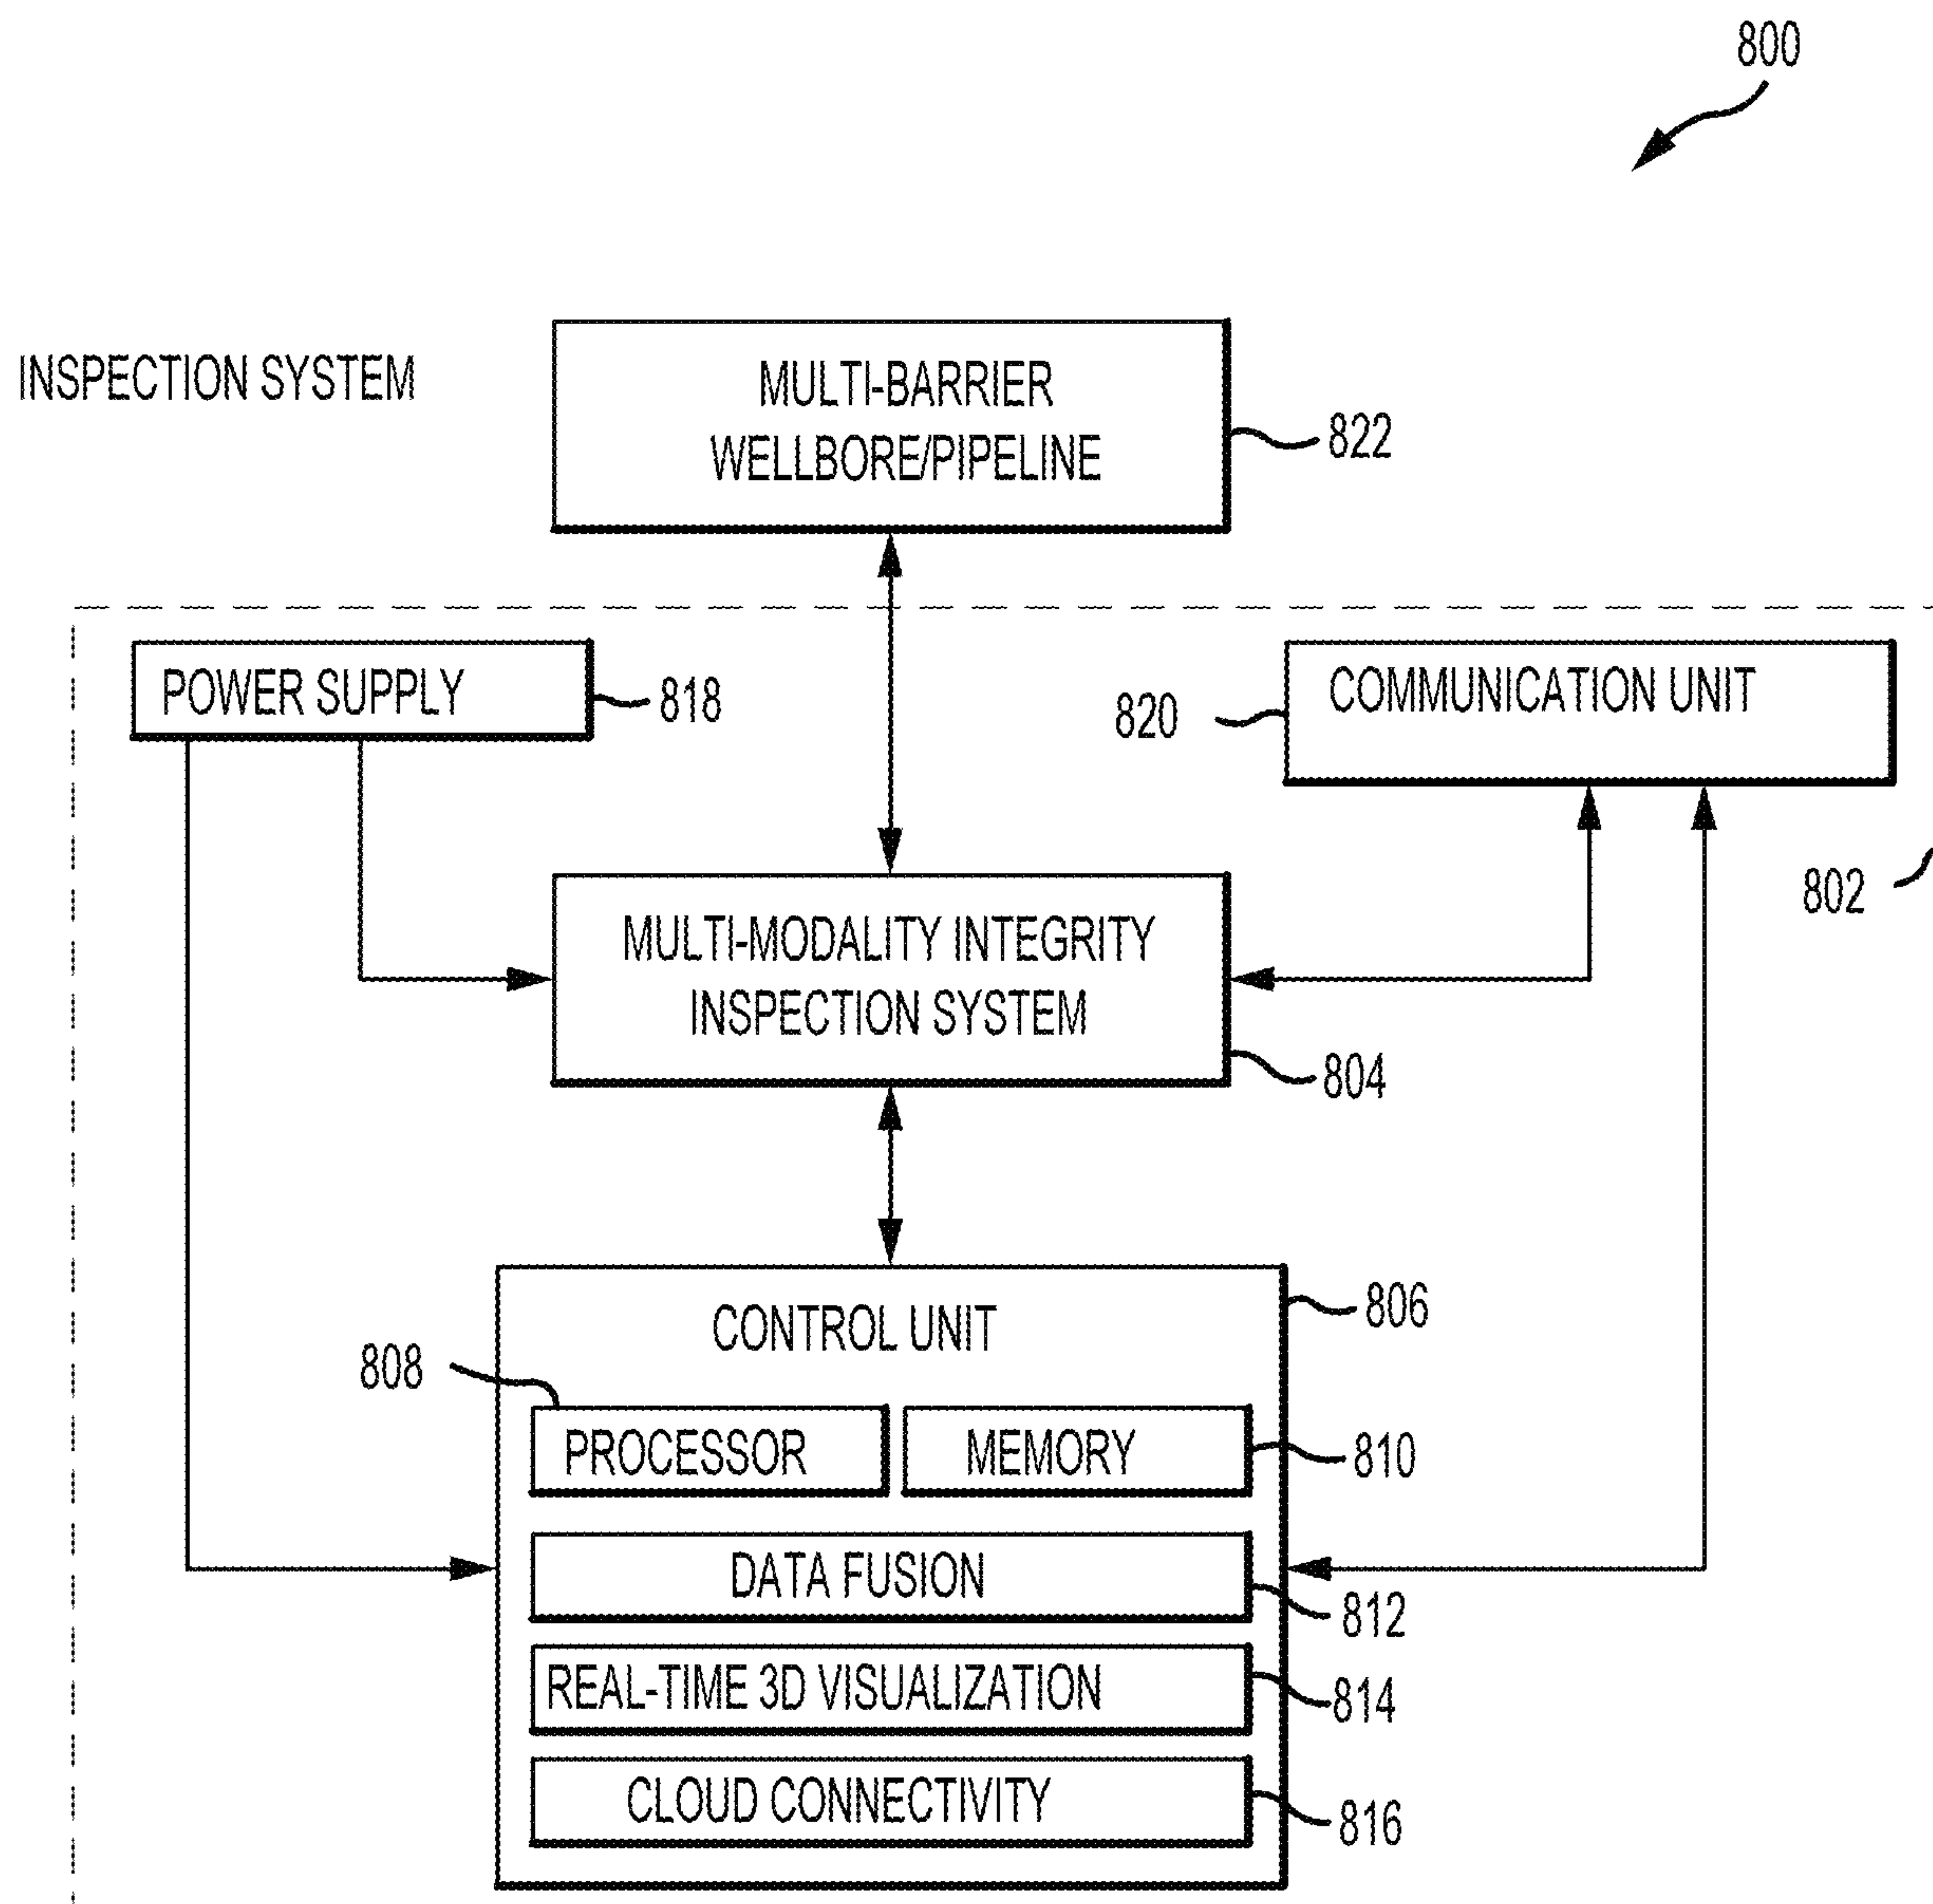 800
INSPECTION SYSTEM
MULTI-BARRIER
WELLBORE/PIPELINE
822
POWER SUPPLY
818
820
COMMUNICATION UNIT
802
MULTI-MODALITY INTEGRITY
INSPECTION SYSTEM
804
CONTROL UNIT
806
808
PROCESSOR
MEMORY
810
DATA FUSION
812
REAL-TIME 3D VISUALIZATION
814
CLOUD CONNECTIVITY
816